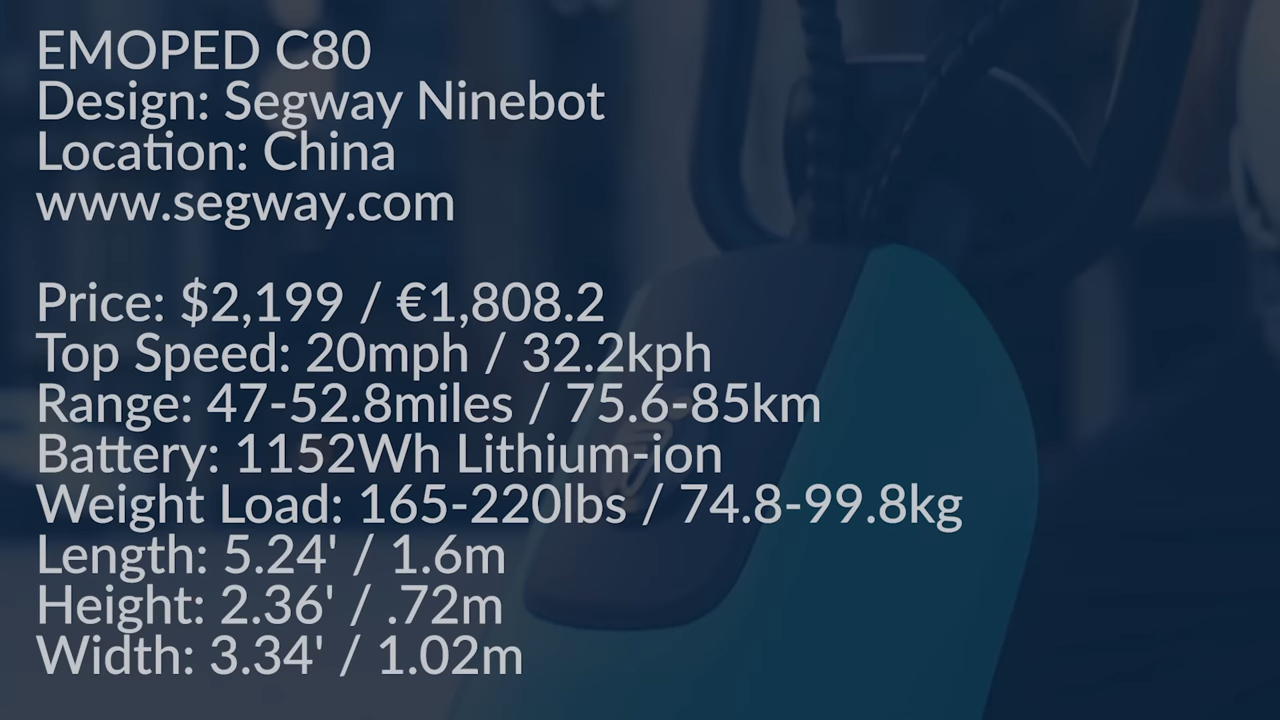 EMOPED C80
Design: Segway Ninebot
Location: China
www.segway.com
Price: $2,199 / €1,808.2
Top Speed: 20mph / 32.2kph
Range: 47-52.8miles / 75.6-85km
Battery: 1152Wh Lithium-ion
Weight Load: 165-220lbs / 74.8-99.8kg
Length: 5.24' / 1.6m
Height: 2.36' / .72m
Width: 3.34' / 1.02m